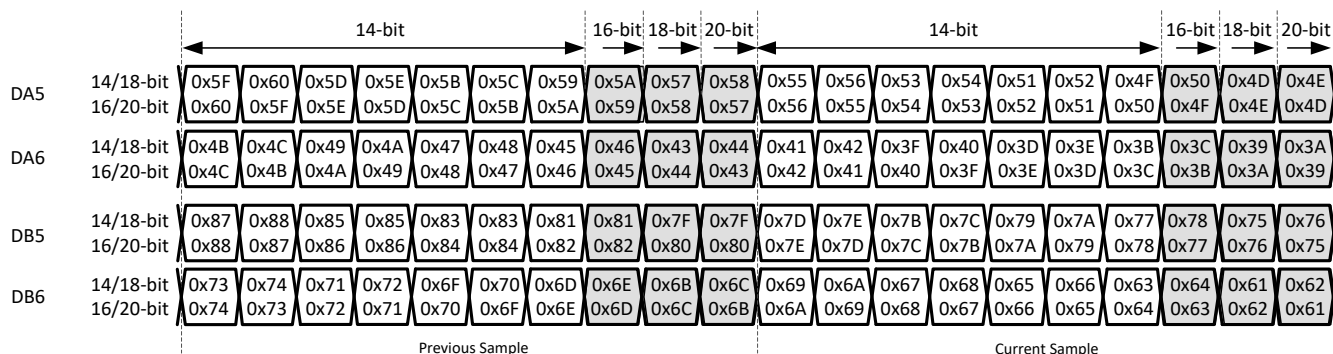 14-bit 16-bit 18-bit 20-bit 14-bit 16-bit 18-bit 20-bit
DA5
14/18-bit 0x5F 0x60 0x5D 0x5E 0x5B 0x5C 0x59 0x5A 0x57 0x58 0x55 0x56 0x53 0x54 0x51 0x52 0x4F 0x50 0x4D 0x4E
16/20-bit 0x60 0x5F 0x5E 0x5D 0x5C 0x5B 0x5A 0x59 0x58 0x57 0x56 0x55 0x54 0x53 0x52 0x51 0x50 0x4F 0x4E 0x4D
DA6
14/18-bit 0x4B 0x4C 0x49 0x4A 0x47 0x48 0x45 0x46 0x43 0x44 0x41 0x42 0x3F 0x40 0x3D 0x3E 0x3B 0x3C 0x39 0x3A
16/20-bit 0x4C 0x4B 0x4A 0x49 0x48 0x47 0x46 0x45 0x44 0x43 0x42 0x41 0x40 0x3F 0x3E 0x3D 0x3C 0x3B 0x3A 0x39
DB5
14/18-bit 0x87 0x88 0x85 0x85 0x83 0x83 0x81 0x81 0x7F 0x7F 0x7D 0x7E 0x7B 0x7C 0x79 0x7A 0x77 0x78 0x75 0x76
16/20-bit 0x88 0x87 0x86 0x86 0x84 0x84 0x82 0x82 0x80 0x80 0x7E 0x7D 0x7C 0x7B 0x7A 0x79 0x78 0x77 0x76 0x75
DB6
14/18-bit 0x73 0x74 0x71 0x72 0x6F 0x70 0x6D 0x6E 0x6B 0x6C 0x69 0x6A 0x67 0x68 0x65 0x66 0x63 0x64 0x61 0x62
16/20-bit 0x74 0x73 0x72 0x71 0x70 0x6F 0x6E 0x6D 0x6C 0x6B 0x6A 0x69 0x68 0x67 0x66 0x65 0x64 0x63 0x62 0x61
Previous Sample Current Sample